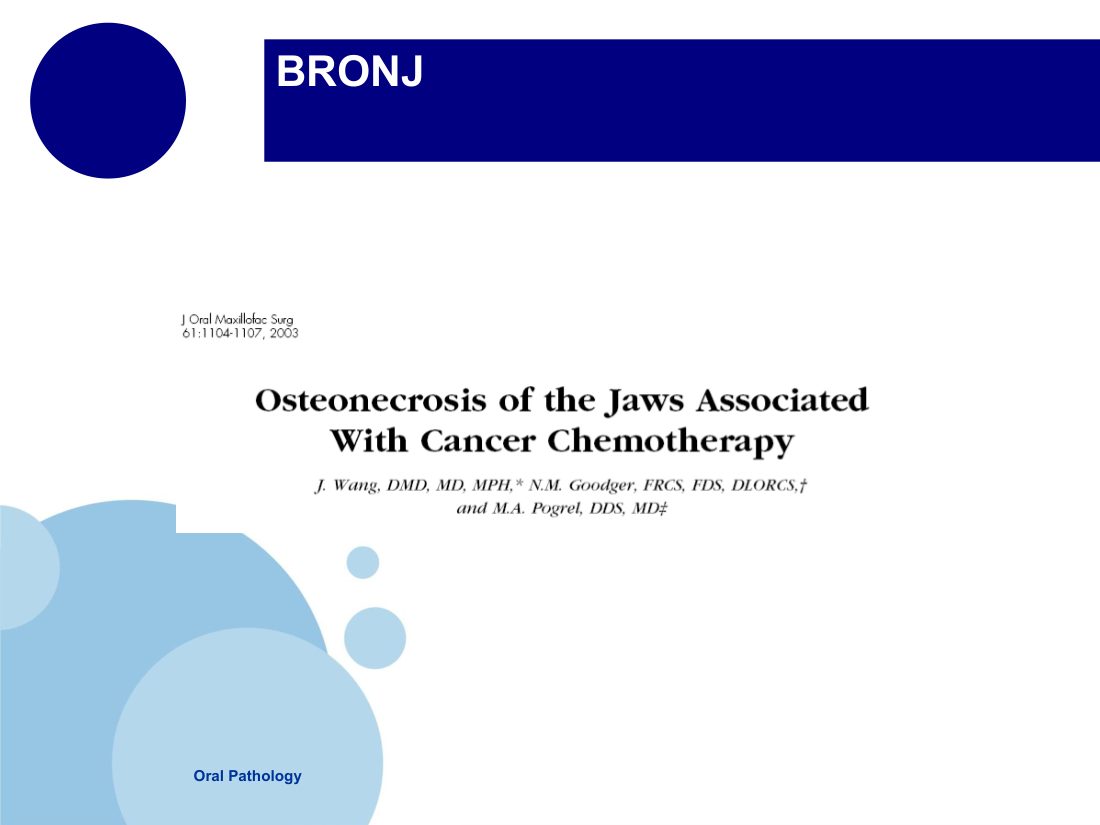 BRONJ
J Oral Maxillofac Surg
61:1104-1107, 2003
Osteonecrosis of the Jaws Associated
With Cancer Chemotherapy
J. Wang, DMD, MD, MPH,* N.M. Goodger, FRCS, FDS, DLORCS,†
and M.A. Pogrel, DDS, MD‡
Oral Pathology